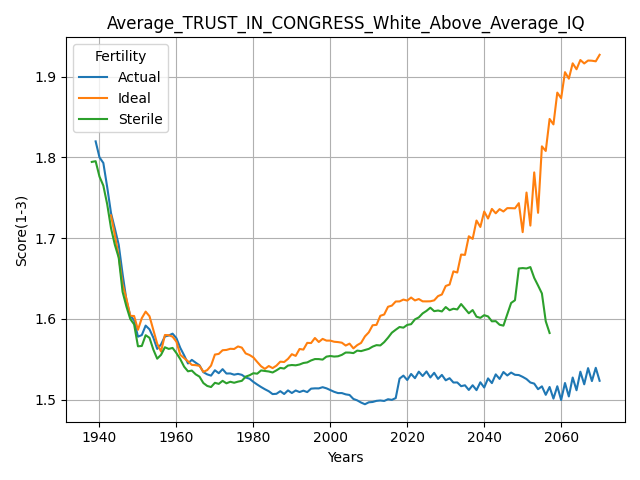 Average_TRUST_IN_CONGRESS_White_Above_Average_IQ
Fertility
Actual
Ideal
Sterile
Score(1-3)
1.9
1.8
1.7
1.6
1.5
1940
1960
1980
2000
2020
2040
2060
Years